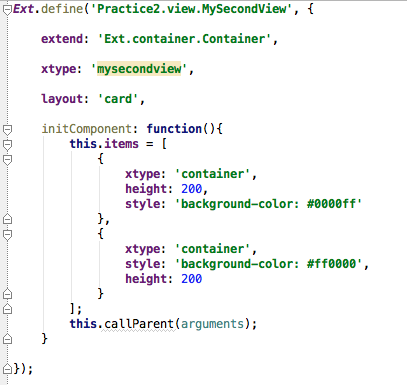 Ext.define('Practice2.view.MySecondView', {
extend: 'Ext.container.Container',
xtype: 'mysecondview',
layout: 'card',
initComponent: function(){
this.items = [
{
xtype: 'container',
height: 200,
style: 'background-color: #0000ff'
},
{
xtype: 'container',
style: 'background-color: #ff0000',
height: 200
}
];
this.callParent(arguments);
}
});